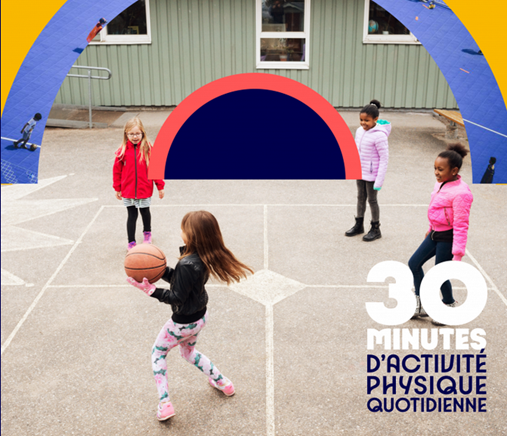 30
MINUTES
D'ACTIVITÉ
PHYSIQUE
QUOTIDIENNE